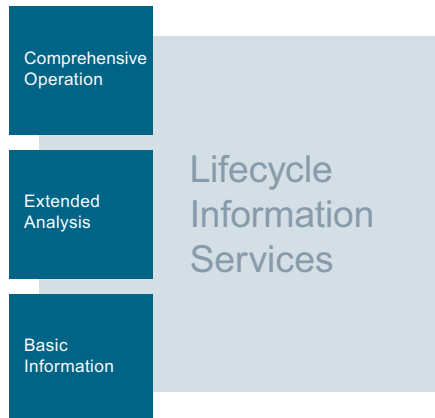 Comprehensive
Operation
Extended
Analysis
Basic
Information
Lifecycle
Information
Services